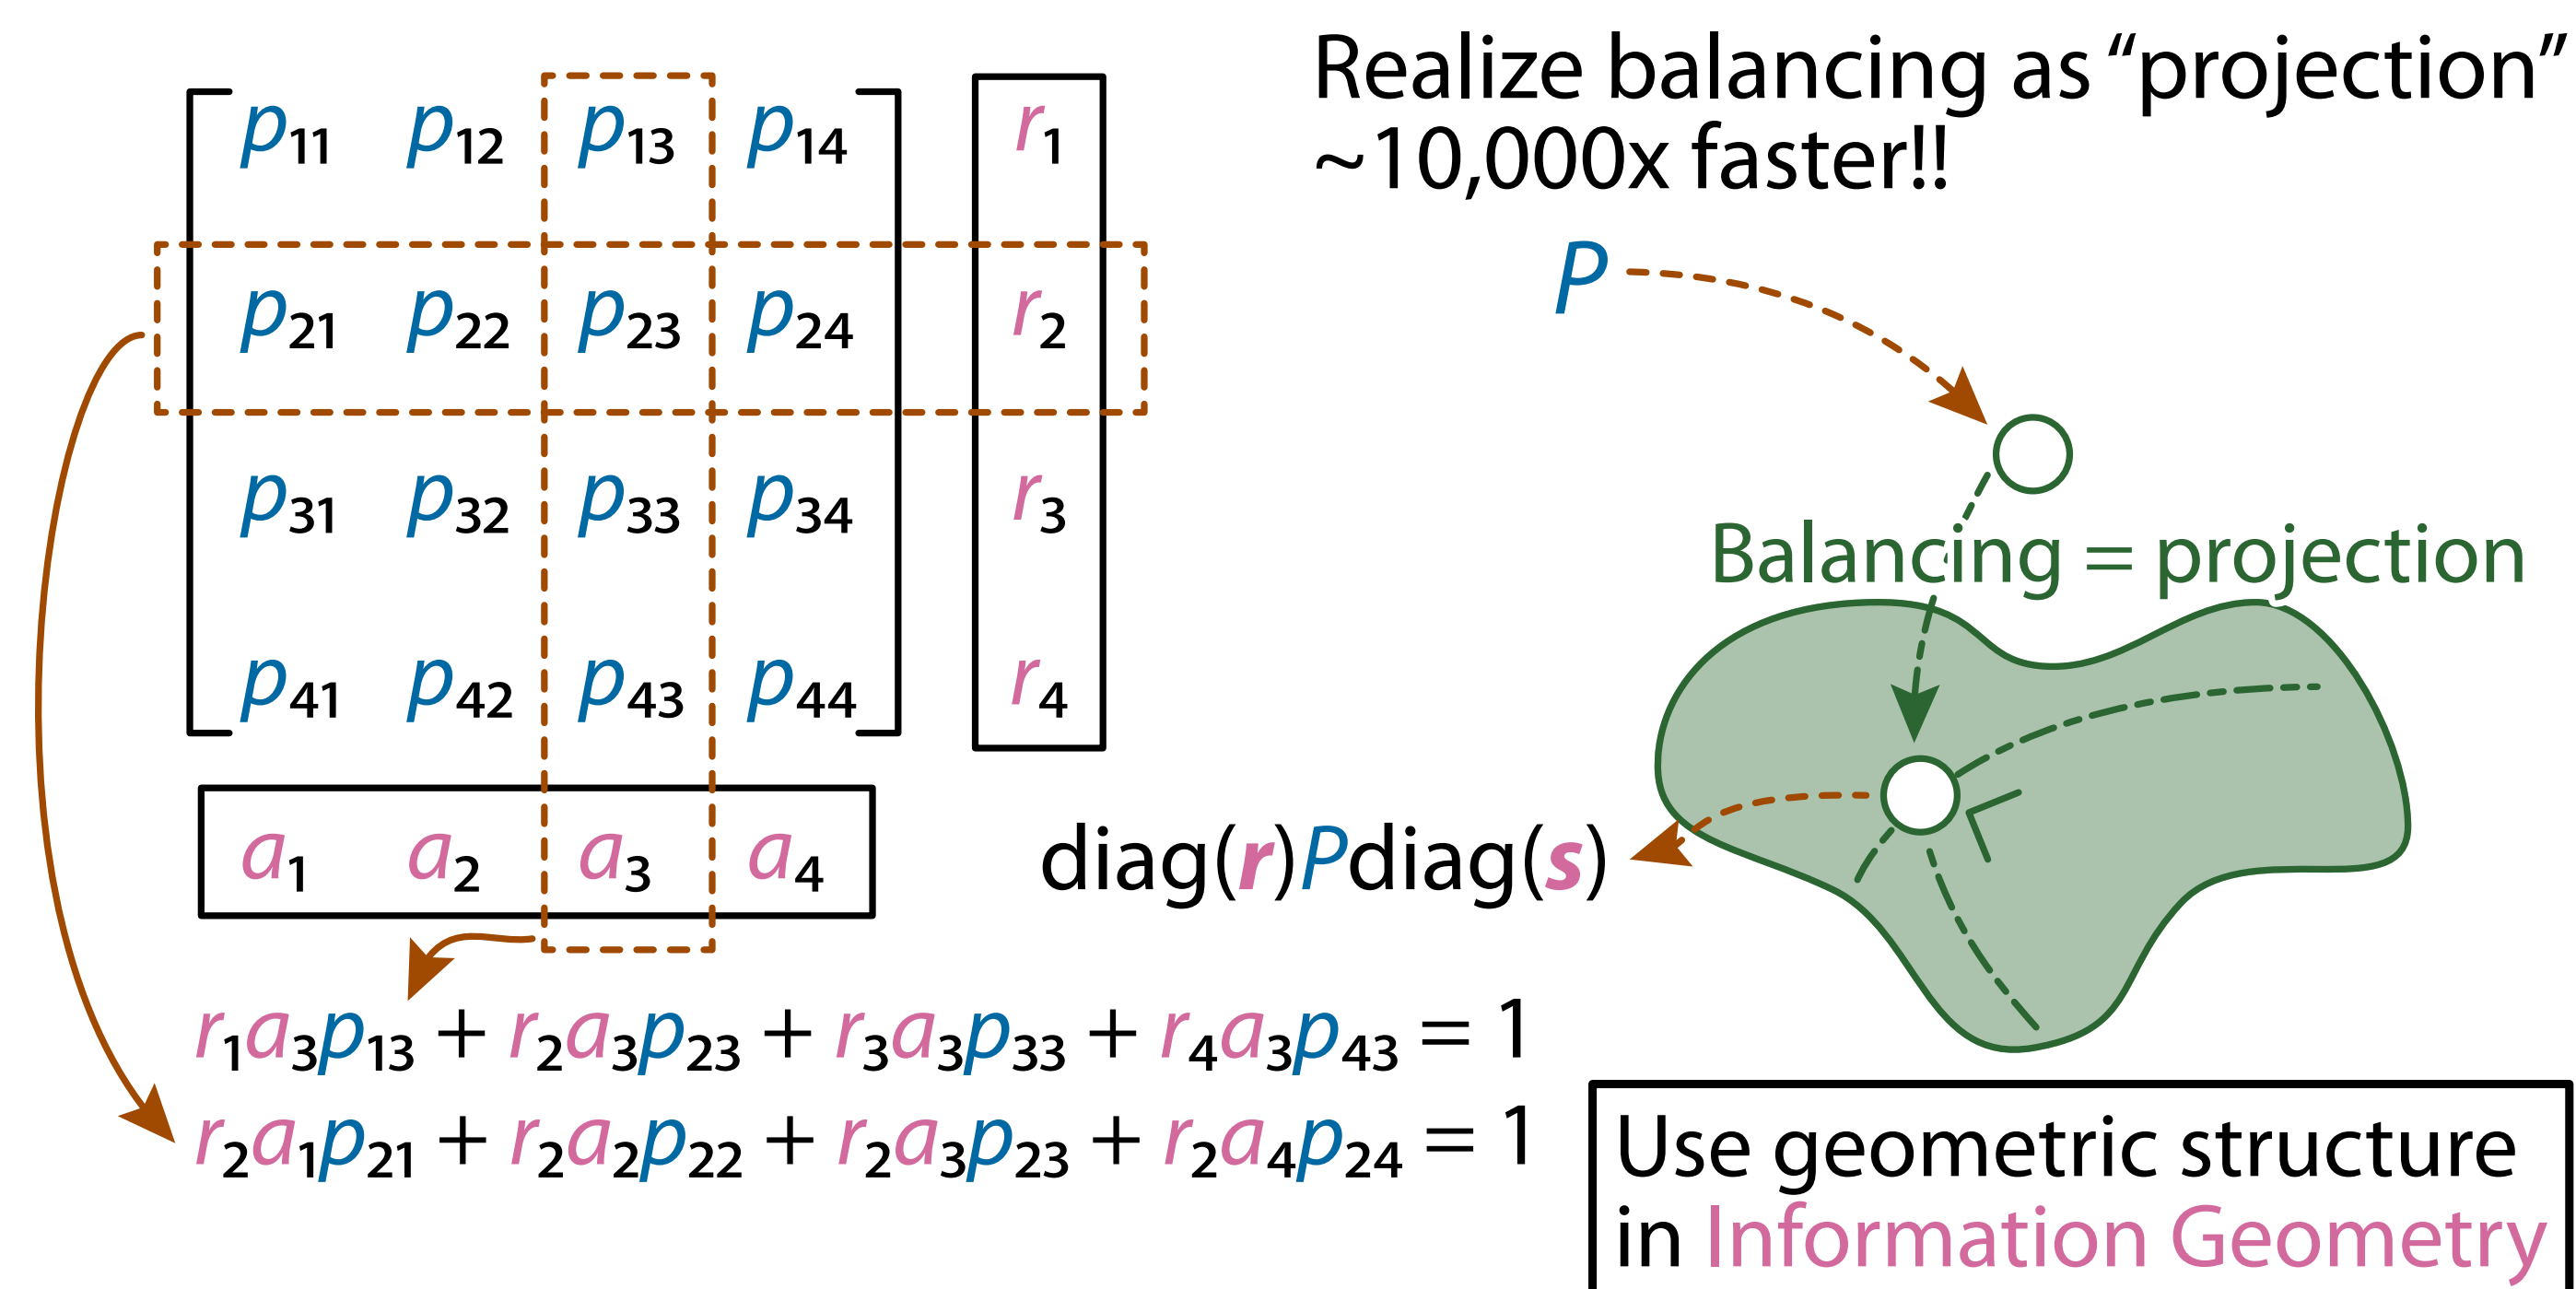 p11 p12 p13 p14 r1
p21 p22 p23 p24 r2
p31 p32 p33 p34 r3
p41 p42 p43 p44 r4
a1 a2 a3 a4
r1a3p13 + r2a3p23 + r3a3p33 + r4a3p43 = 1
r2a1p21 + r2a2p22 + r2a3p23 + r2a4p24 = 1
Realize balancing as “projection”
~10,000x faster!!
P
Balancing = projection
diag(r)Pdiag(s)
Use geometric structure
in Information Geometry